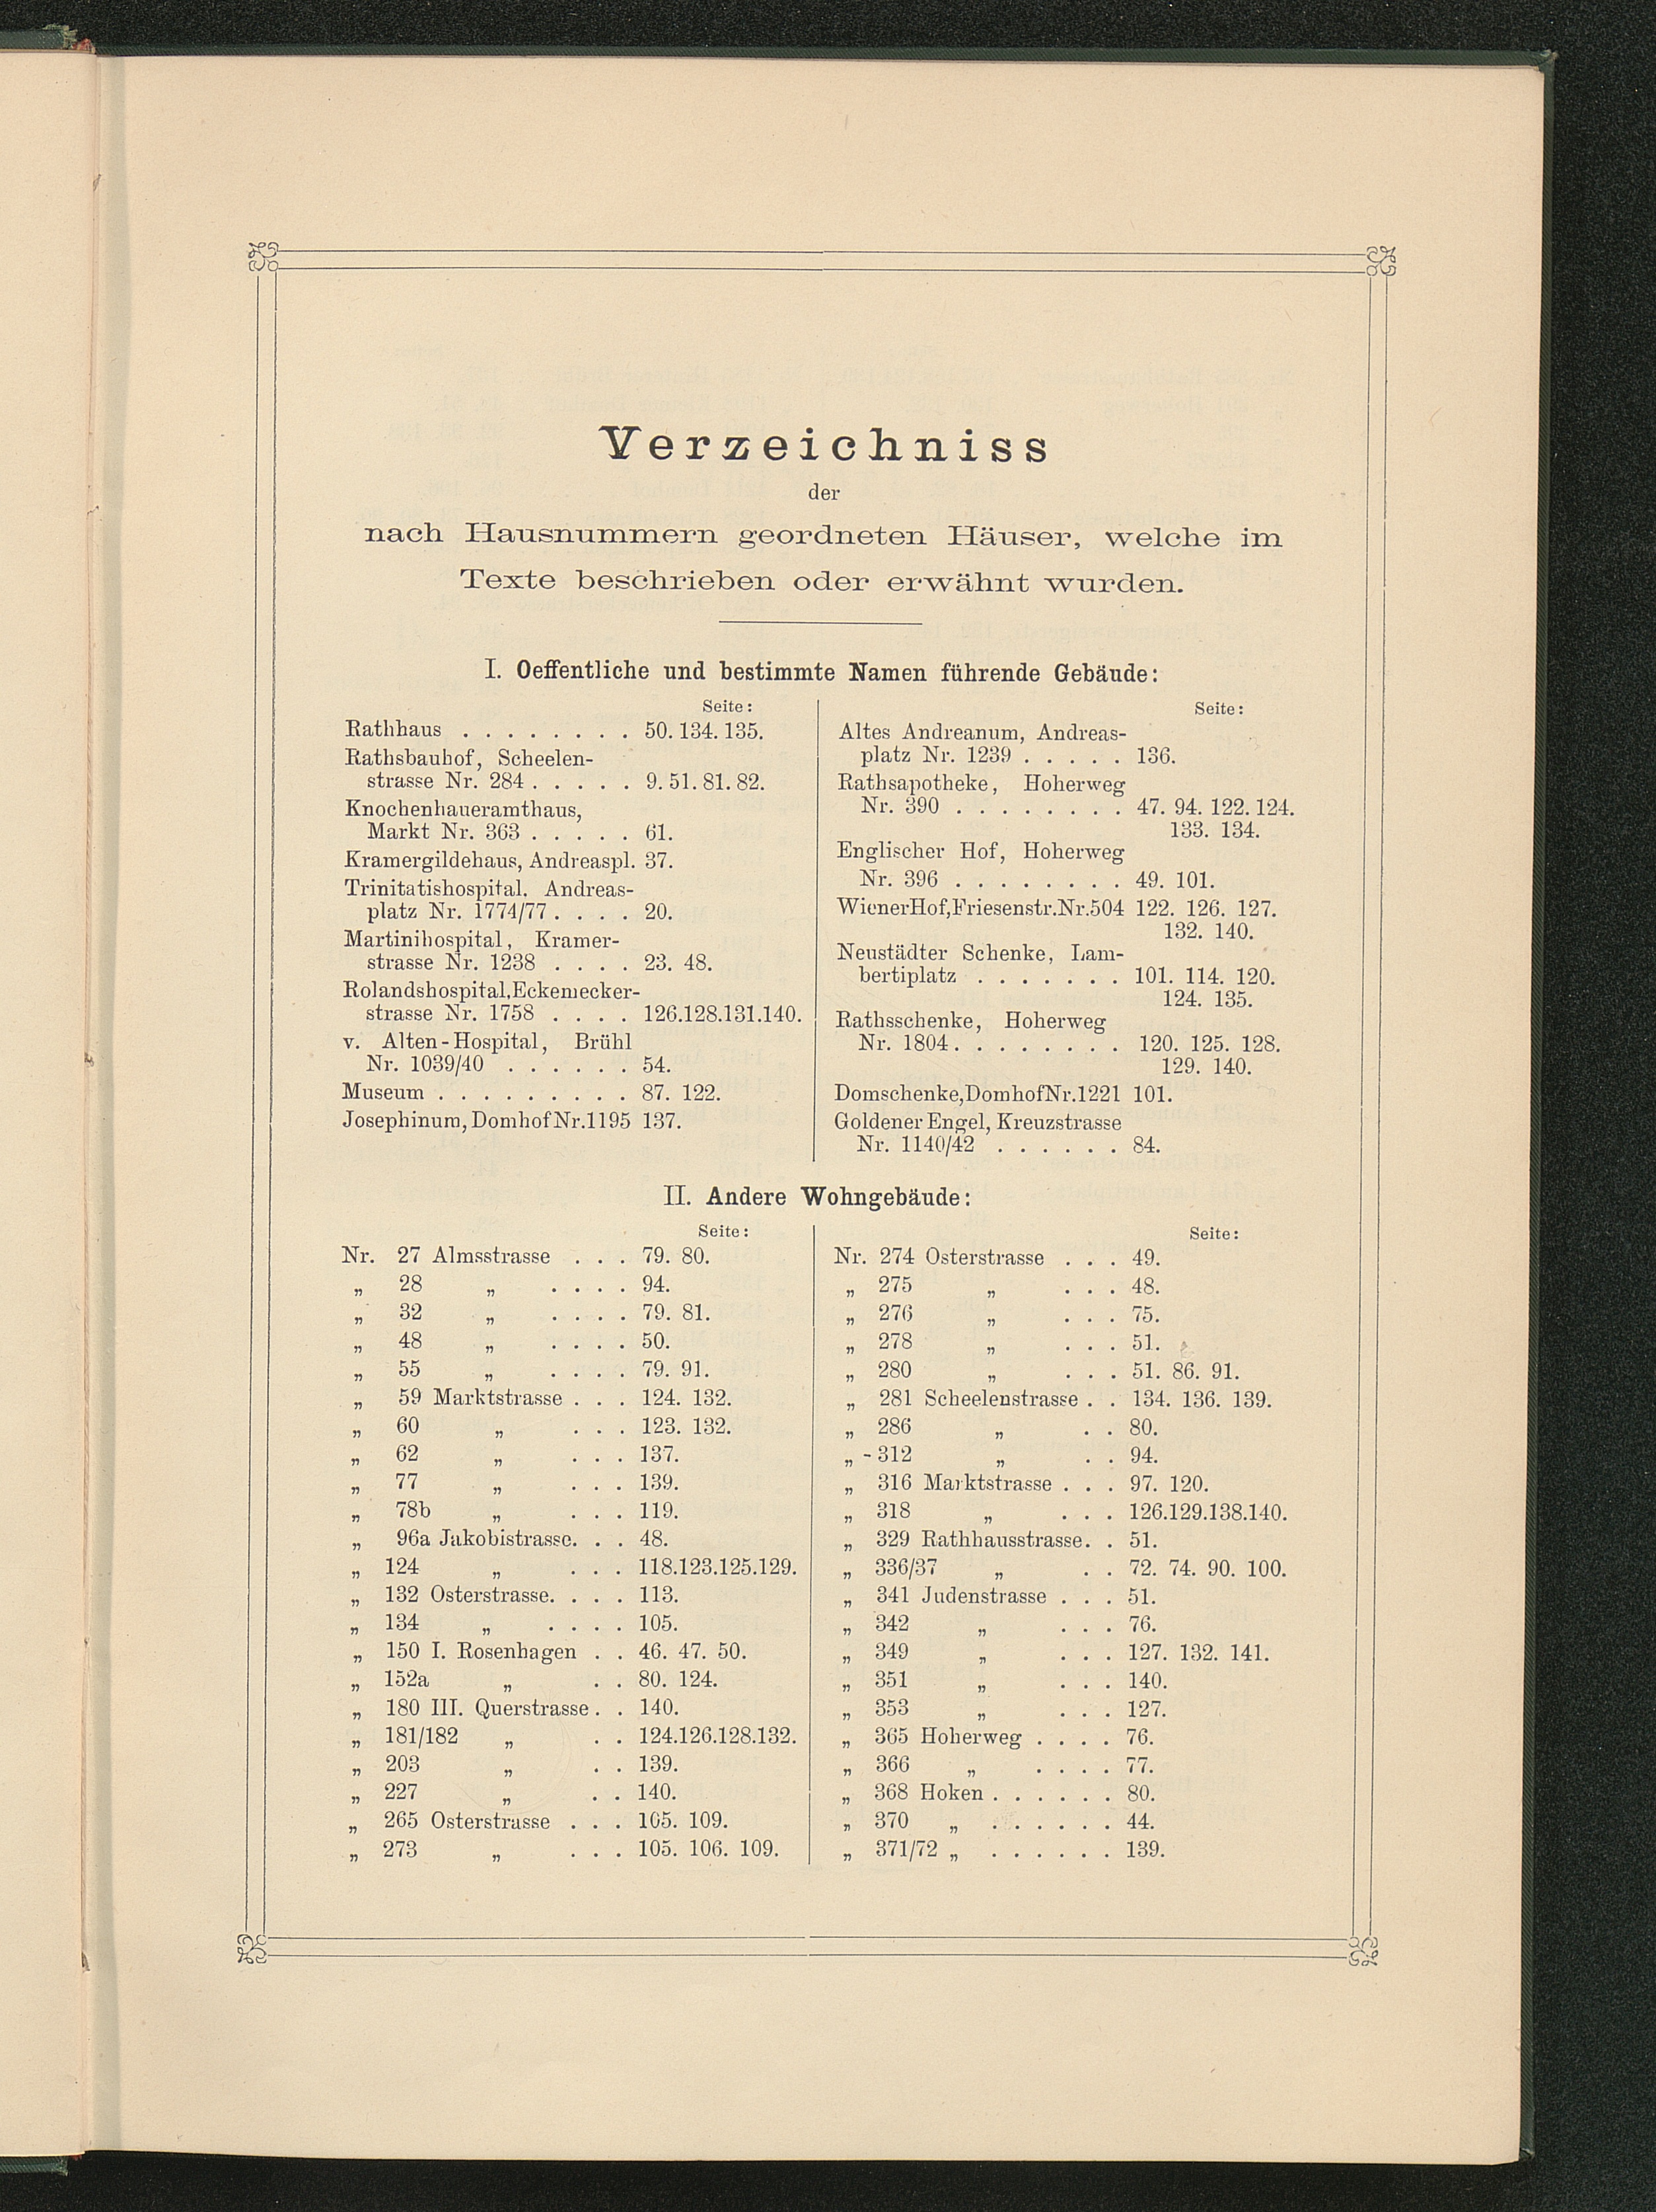 Verzeichniss
der
nach Hausnummern geordneten Häuser, welche im
Texte beschrieben oder erwähnt wurden.
I. Oeffentliche und bestimmte Namen führende Gebäude:
Seite:
Rathhaus . . . . . . . . 50. 134. 135.
Rathsbauhof, Scheelen-
strasse Nr. 284 . . . . . 9. 51. 81. 82.
Knochenhaueramthaus,
Markt Nr. 363 . . . . . 61.
Kramergildehaus, Andreaspl. 37.
Trinitatishospital. Andreas-
platz Nr. 1774/77 . . . . 20.
Martinihospital, Kramer-
strasse Nr. 1238 . . . . 23. 48.
Rolandshospital, Eckemecker-
strasse Nr. 1758 . . . . 126.128.131.140.
v. Alten-Hospital, Brühl
Nr. 1039/40 . . . . . . 54.
Museum . . . . . . . . . 87. 122.
Josephinum, Domhof Nr. 1195 137.
Seite:
Altes Andreanum, Andreas-
platz Nr. 1239 . . . . . 136.
Rathsapotheke, Hoherweg
Nr. 390 . . . . . . . . 47. 94. 122. 124.
133. 134.
Englischer Hof, Hoherweg
Nr. 396 . . . . . . . . 49. 101.
Wiener Hof, Friesenstr. Nr. 504 122. 126. 127.
132. 140.
Neustädter Schenke, Lam-
bertiplatz . . . . . . . 101. 114. 120.
124. 135.
Rathsschenke, Hoherweg
Nr. 1804 . . . . . . . . 120. 125. 128.
129. 140.
Domschenke, Domhof Nr. 1221 101.
Goldener Engel, Kreuzstrasse
Nr. 1140/42 . . . . . . 84.
II. Andere Wohngebäude:
Seite:
Nr. 27 Almsstrasse . . . 79. 80.
„ 28 „ . . . . 94.
„ 32 „ . . . . 79. 81.
„ 48 „ . . . . 50.
„ 55 „ . . . . 79. 91.
„ 59 Marktstrasse . . . 124. 132.
„ 60 „ . . . 123. 132.
„ 62 „ . . . 137.
„ 77 „ . . . 139.
„ 78b „ . . . 119.
„ 96a Jakobistrasse. . . 48.
„ 124 „ . . . 118.123.125.129.
„ 132 Osterstrasse. . . . 113.
„ 134 „ . . . . 105.
„ 150 I. Rosenhagen . . 46. 47. 50.
„ 152a „ . . 80. 124.
„ 180 III. Querstrasse . . 140.
„ 181/182 „ . . 124.126.128.132.
„ 203 „ . . 139.
„ 227 „ . . 140.
„ 265 Osterstrasse . . . 105. 109.
„ 273 „ . . . 105. 106. 109.
Seite:
Nr. 274 Osterstrasse . . . 49.
„ 275 „ . . . 48.
„ 276 „ . . . 75.
„ 278 „ . . . 51.
„ 280 „ . . . 51. 86. 91.
„ 281 Scheelenstrasse . . 134. 136. 139.
„ 286 „ . . 80.
„ - 312 „ . . 94.
„ 316 Marktstrasse . . . 97. 120.
„ 318 „ . . . 126.129.138.140.
„ 329 Rathhausstrasse. . 51.
„ 336/37 „ . . 72. 74. 90. 100.
„ 341 Judenstrasse . . . 51.
„ 342 „ . . . 76.
„ 349 „ . . . 127. 132. 141.
„ 351 „ . . . 140.
„ 353 „ . . . 127.
„ 365 Hoherweg . . . . 76.
„ 366 „ . . . . 77.
„ 368 Hoken . . . . . . 80.
„ 370 „ . . . . . . 44.
„ 371/72 „ . . . . . . 139.